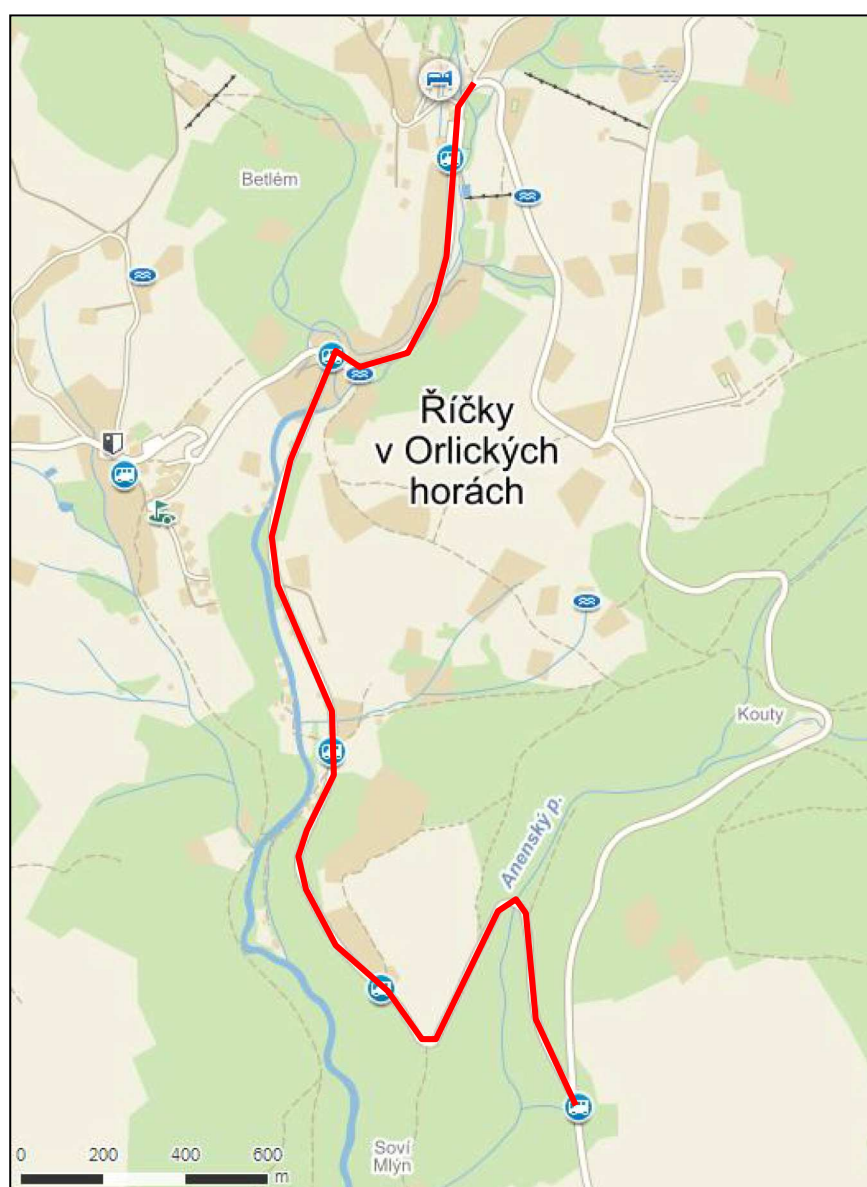 Betlém
Říčky
v Orlických
horách
Kouty
Anenský p.
Soví
Mlýn
0 200 400 600
m